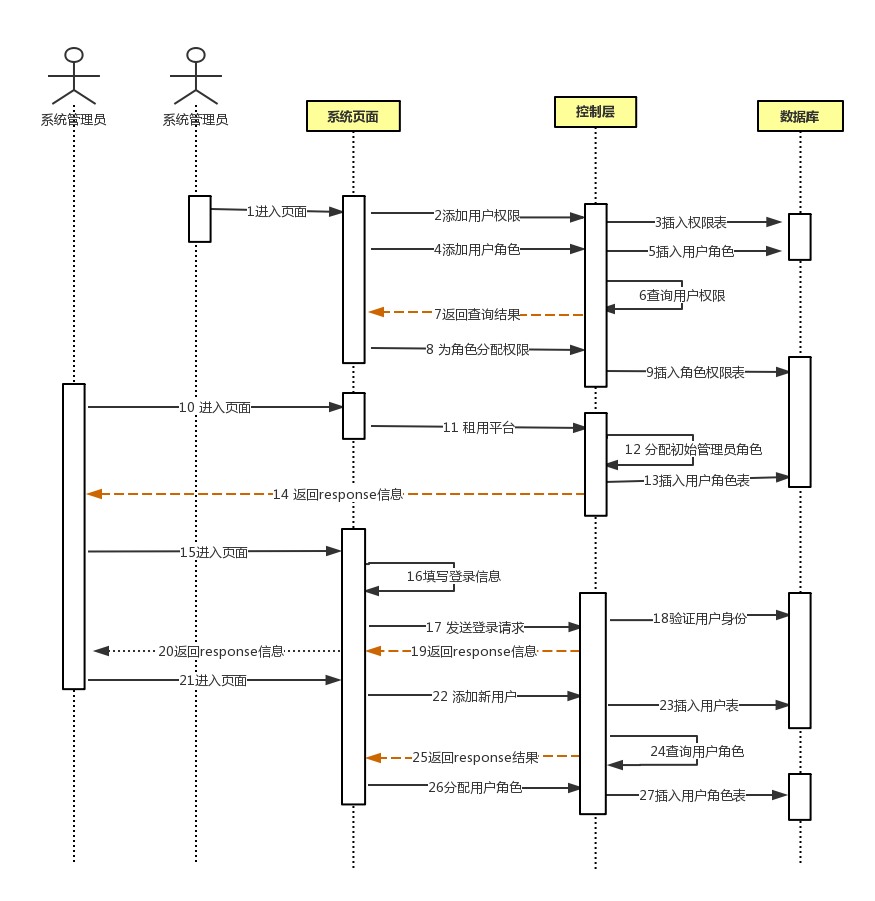 系统管理员
系统管理员
系统页面
控制层
数据库
1进入页面
2添加用户权限
3插入权限表
4添加用户角色
5插入用户角色
6查询用户权限
7返回查询结果
8 为角色分配权限
9插入角色权限表
10 进入页面
11 租用平台
12 分配初始管理员角色
13插入用户角色表
14 返回response信息
15进入页面
16填写登录信息
17 发送登录请求
18验证用户身份
19返回response信息
20返回response信息
21进入页面
22 添加新用户
23插入用户表
24查询用户角色
25返回response结果
26分配用户角色
27插入用户角色表